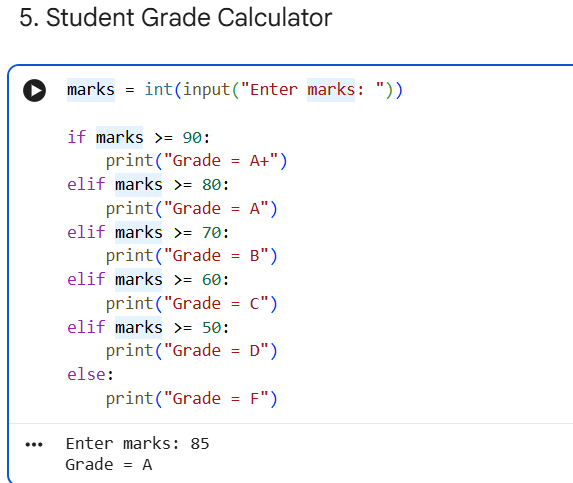 5. Student Grade Calculator
marks = int(input("Enter marks: "))
if marks >= 90:
    print("Grade = A+")
elif marks >= 80:
    print("Grade = A")
elif marks >= 70:
    print("Grade = B")
elif marks >= 60:
    print("Grade = C")
elif marks >= 50:
    print("Grade = D")
else:
    print("Grade = F")
Enter marks: 85
Grade = A